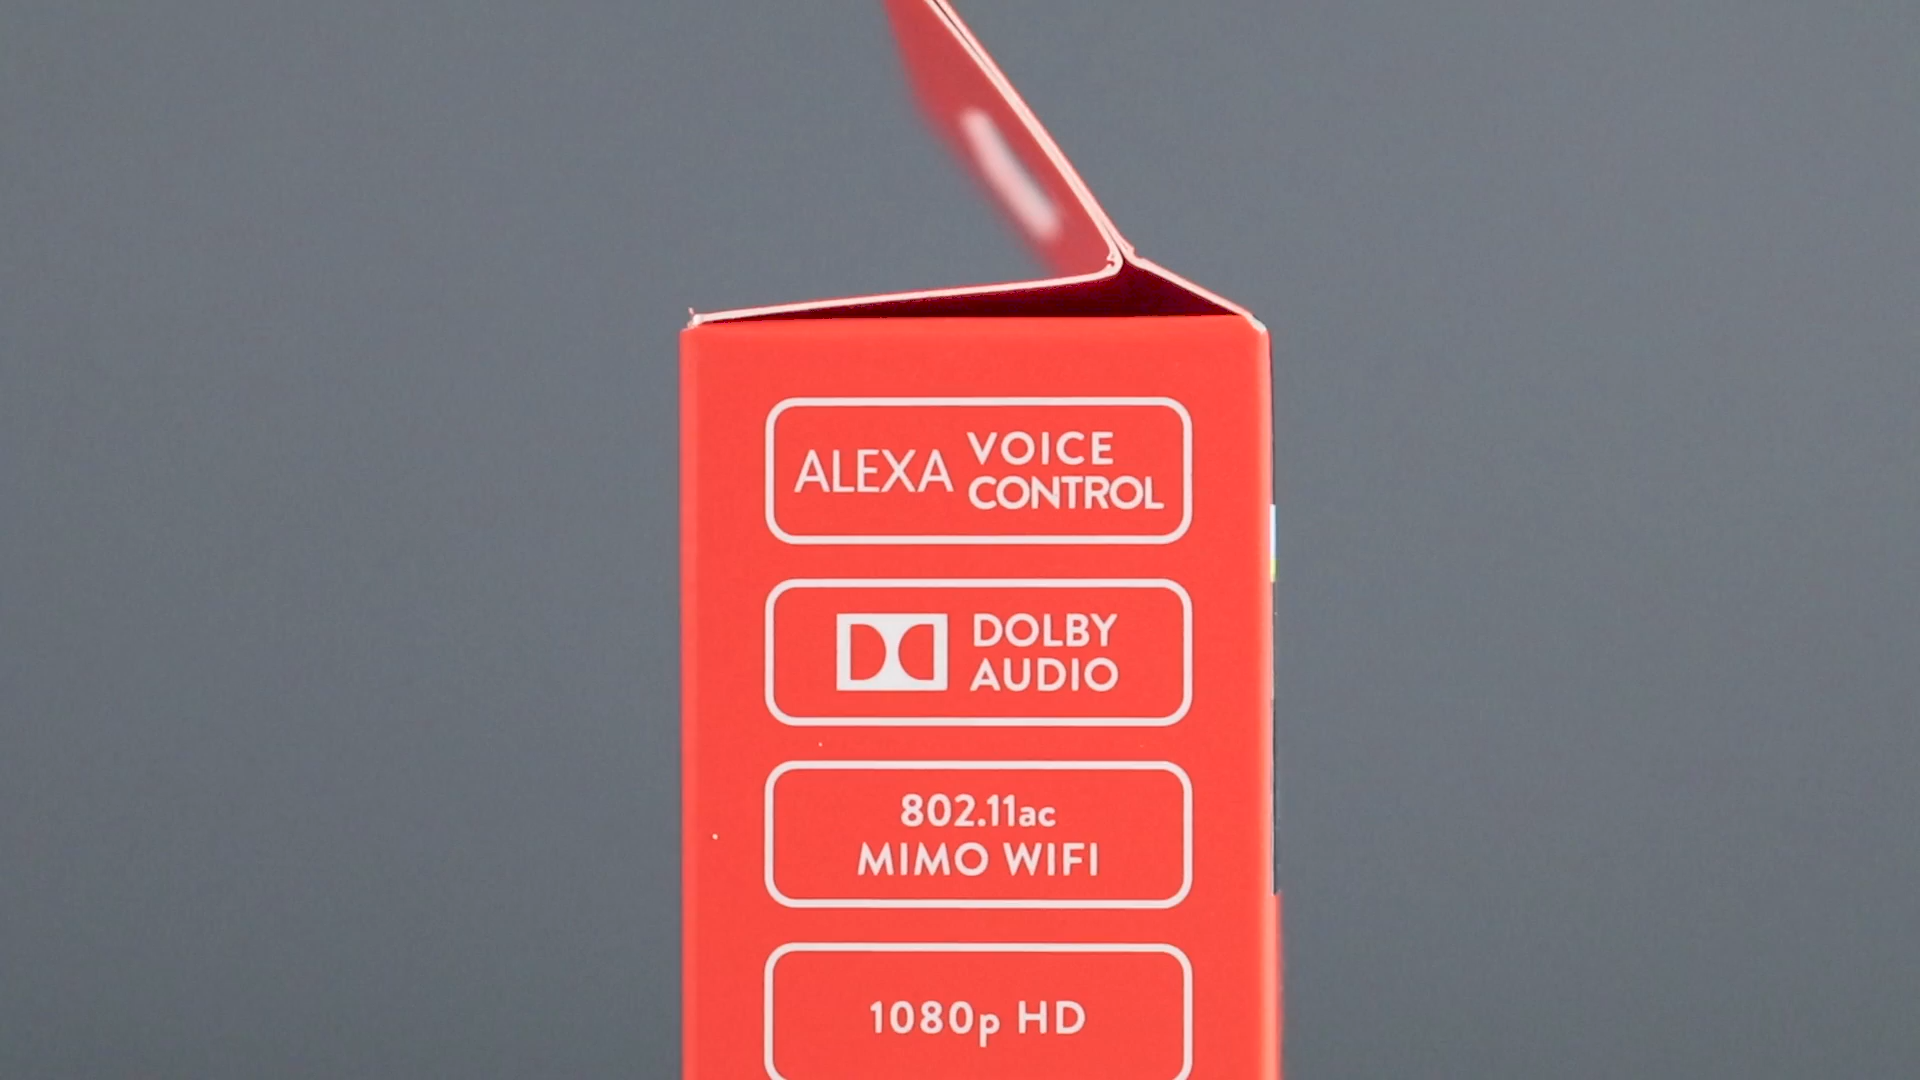 ALEXA VOICE
CONTROL
DOLBY
AUDIO
802.11ac
MIMO WIFI
1080p HD